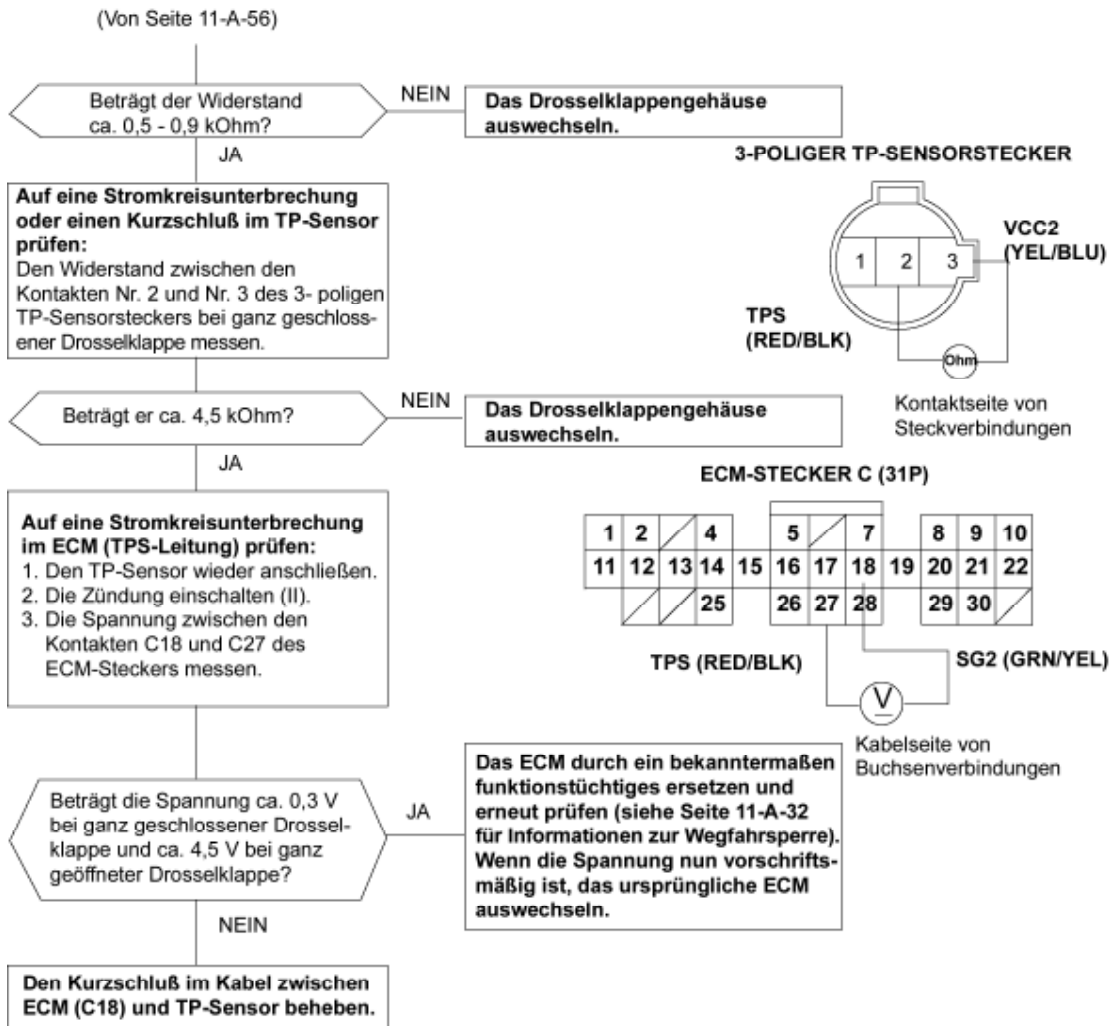 (Von Seite 11-A-56)
Beträgt der Widerstand
ca. 0,5 - 0,9 kOhm?
NEIN
Das Drosselklappengehäuse
auswechseln.
JA
3-POLIGER TP-SENSORSTECKER
Auf eine Stromkreisunterbrechung
oder einen Kurzschluß im TP-Sensor
prüfen:
Den Widerstand zwischen den
Kontakten Nr. 2 und Nr. 3 des 3- poligen
TP-Sensorsteckers bei ganz geschlos-
sener Drosselklappe messen.
VCC2
(YEL/BLU)
1 2 3
TPS
(RED/BLK)
Ohm
Kontaktseite von
Steckverbindungen
Beträgt er ca. 4,5 kOhm?
NEIN
Das Drosselklappengehäuse
auswechseln.
JA
ECM-STECKER C (31P)
1 2 4 5 7 8 9 10
11 12 13 14 15 16 17 18 19 20 21 22
25 26 27 28 29 30
TPS (RED/BLK)
SG2 (GRN/YEL)
V
Kabelseite von
Buchsenverbindungen
Auf eine Stromkreisunterbrechung
im ECM (TPS-Leitung) prüfen:
1. Den TP-Sensor wieder anschließen.
2. Die Zündung einschalten (II).
3. Die Spannung zwischen den
Kontakten C18 und C27 des
ECM-Steckers messen.
Beträgt die Spannung ca. 0,3 V
bei ganz geschlossener Drossel-
klappe und ca. 4,5 V bei ganz
geöffneter Drosselklappe?
JA
Das ECM durch ein bekanntermaßen
funktionstüchtiges ersetzen und
erneut prüfen (siehe Seite 11-A-32
für Informationen zur Wegfahrsperre).
Wenn die Spannung nun vorschrifts-
mäßig ist, das ursprüngliche ECM
auswechseln.
NEIN
Den Kurzschluß im Kabel zwischen
ECM (C18) und TP-Sensor beheben.